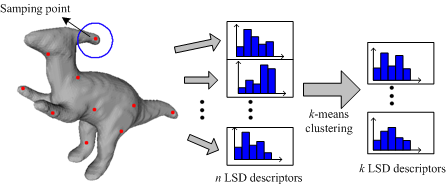 Samping point
k-means
clustering
n LSD descriptors
k LSD descriptors